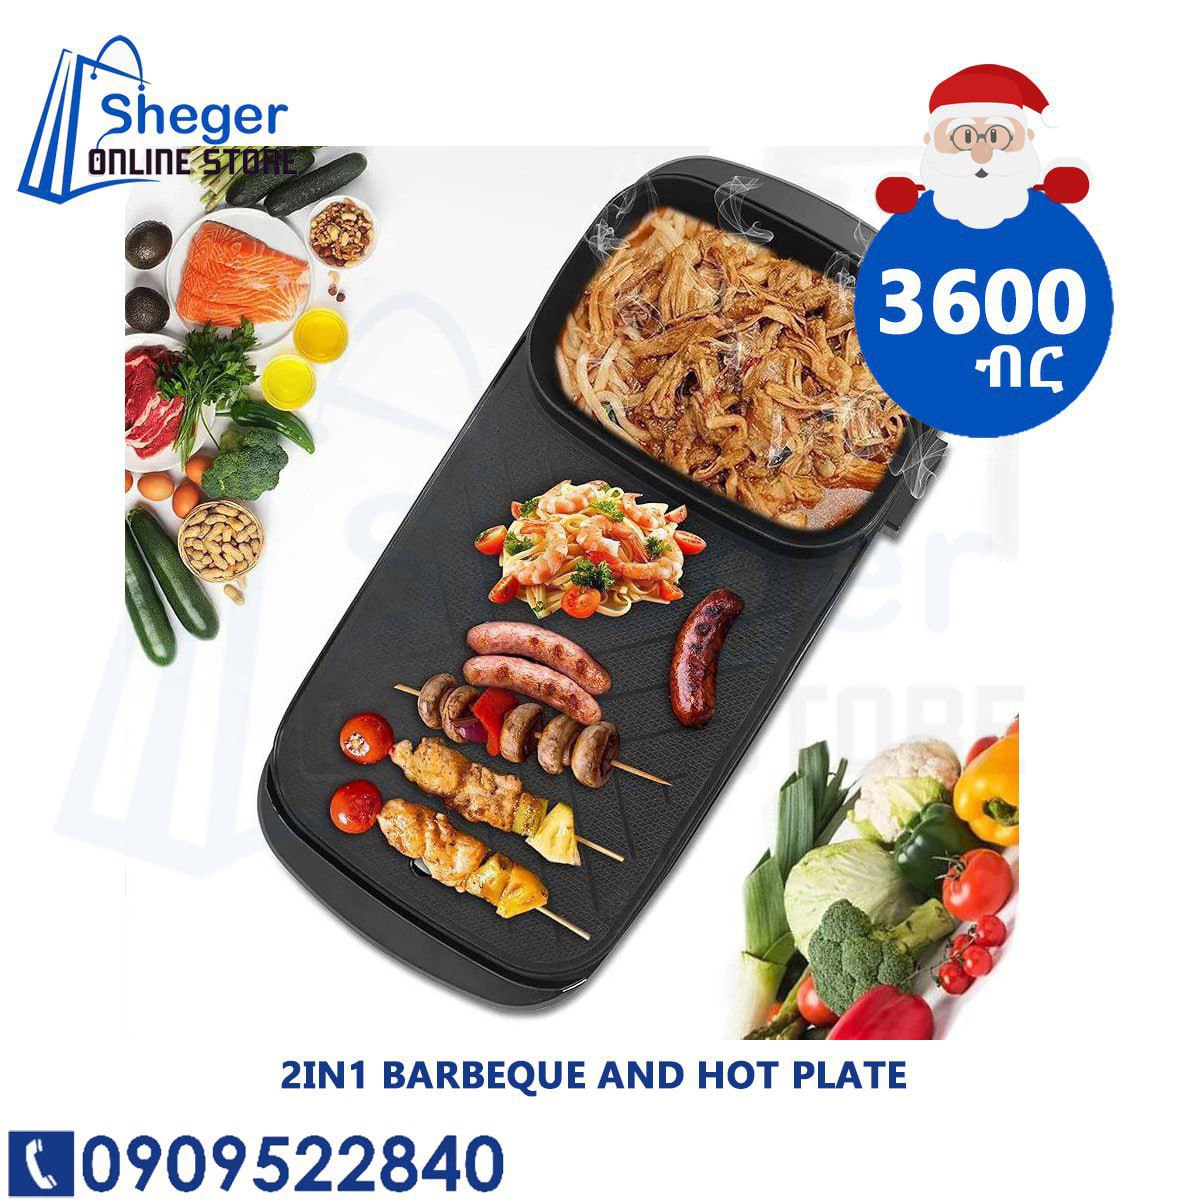 Sheger
ONLINE STORE
3600
ብር
2IN1 BARBEQUE AND HOT PLATE
0909522840